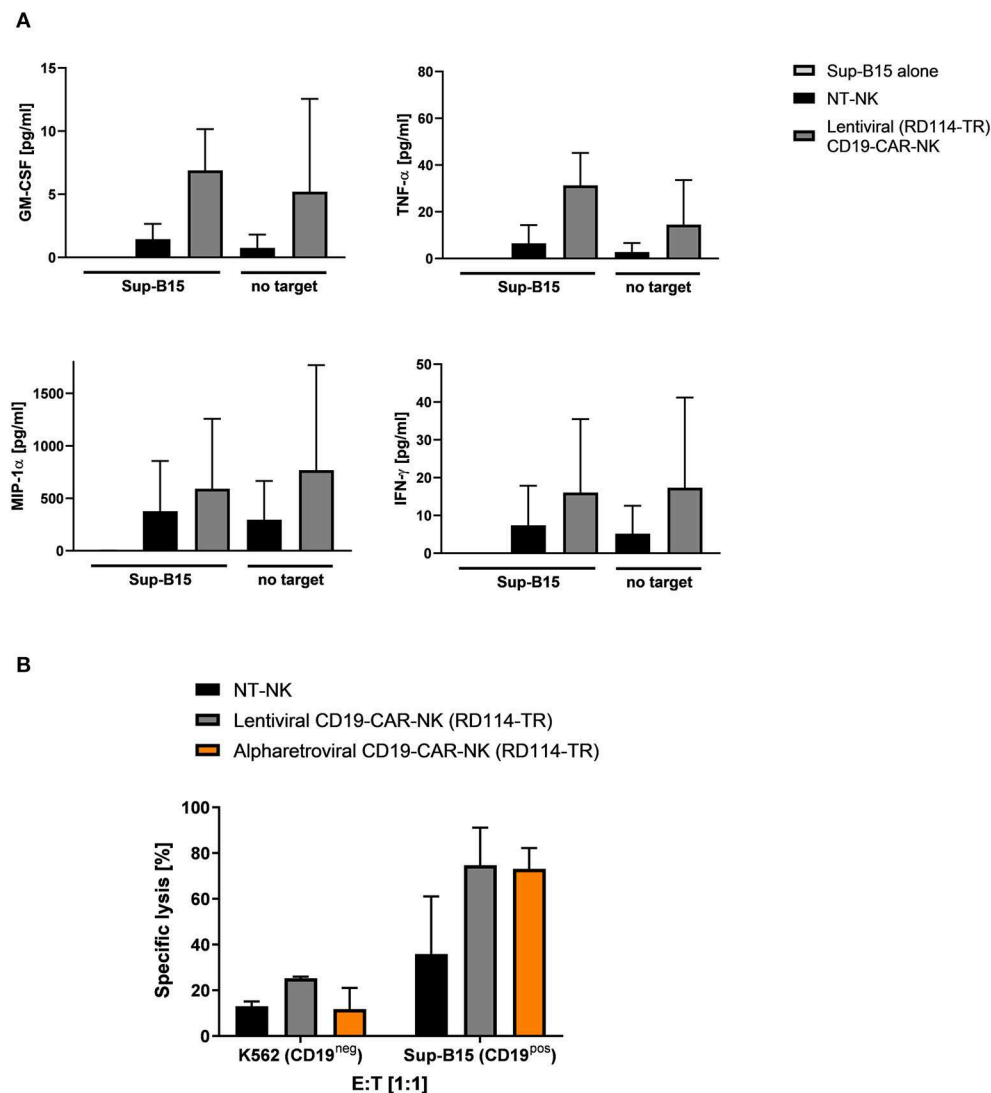 A
GM-CSF [pg/ml]
15
10
5
0
Sup-B15
no target
TNF-α [pg/ml]
80
60
40
20
0
Sup-B15
no target
Sup-B15 alone
NT-NK
Lentiviral (RD114-TR)
CD19-CAR-NK
MIP-1α [pg/ml]
1500
1000
500
0
Sup-B15
no target
IFN-γ [pg/ml]
50
40
30
20
10
0
Sup-B15
no target
B
NT-NK
Lentiviral CD19-CAR-NK (RD114-TR)
Alpharetroviral CD19-CAR-NK (RD114-TR)
Specific lysis [%]
100
80
60
40
20
0
K562 (CD19neg)
Sup-B15 (CD19pos)
E:T [1:1]